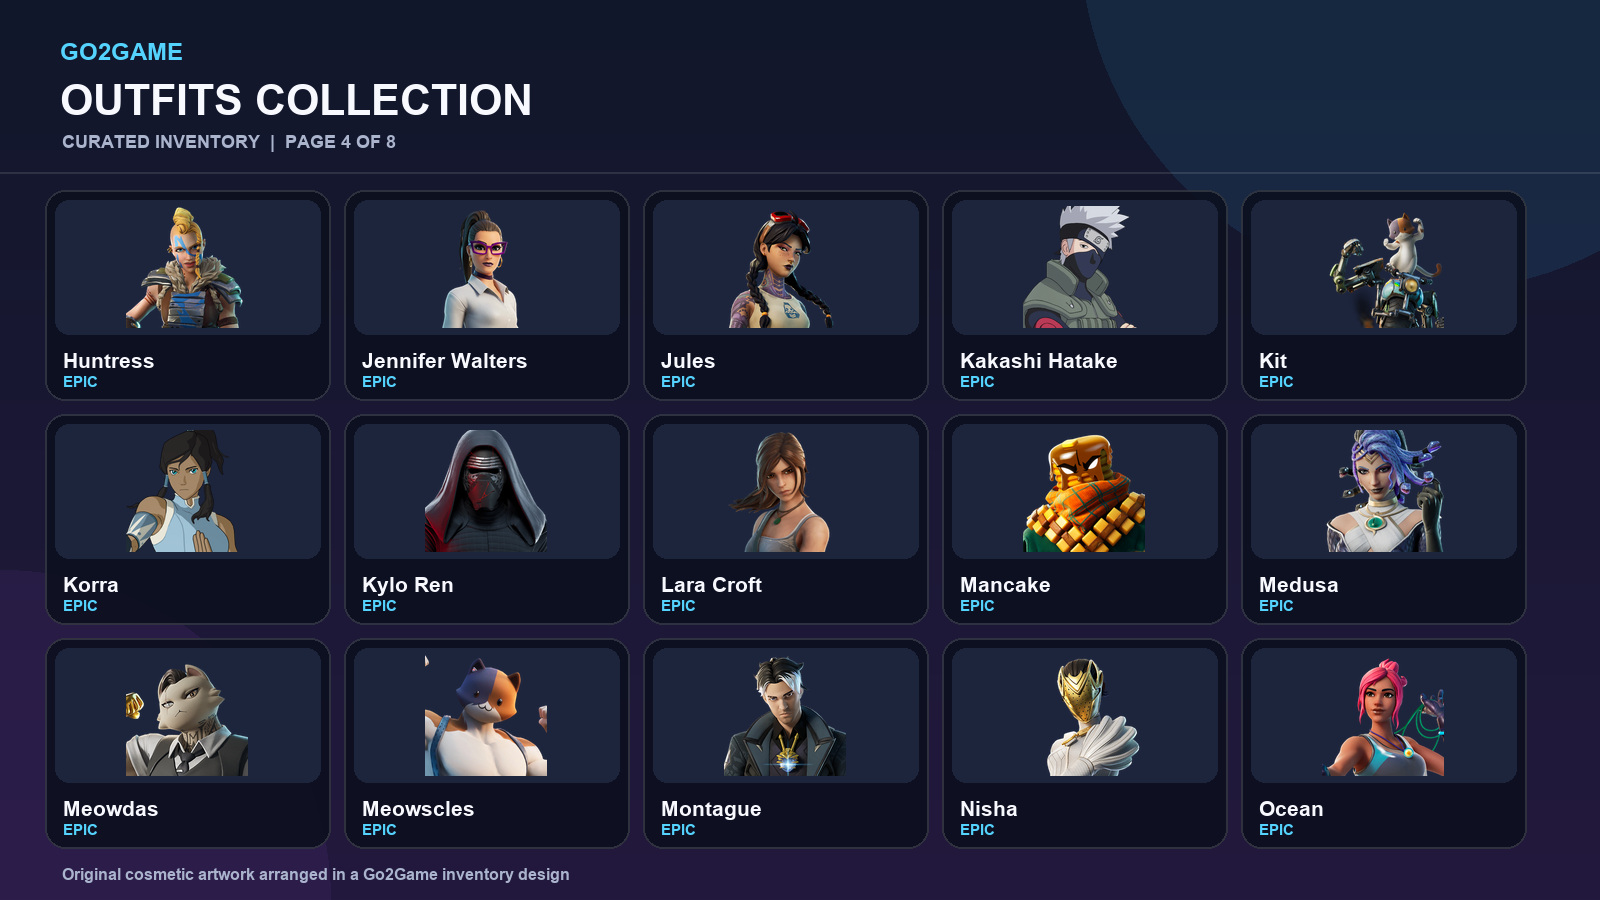 GO2GAME
OUTFITS COLLECTION
CURATED INVENTORY | PAGE 4 OF 8
Huntress
EPIC
Jennifer Walters
EPIC
Jules
EPIC
Kakashi Hatake
EPIC
Kit
EPIC
Korra
EPIC
Kylo Ren
EPIC
Lara Croft
EPIC
Mancake
EPIC
Medusa
EPIC
Meowdas
EPIC
Meowscles
EPIC
Montague
EPIC
Nisha
EPIC
Ocean
EPIC
Original cosmetic artwork arranged in a Go2Game inventory design